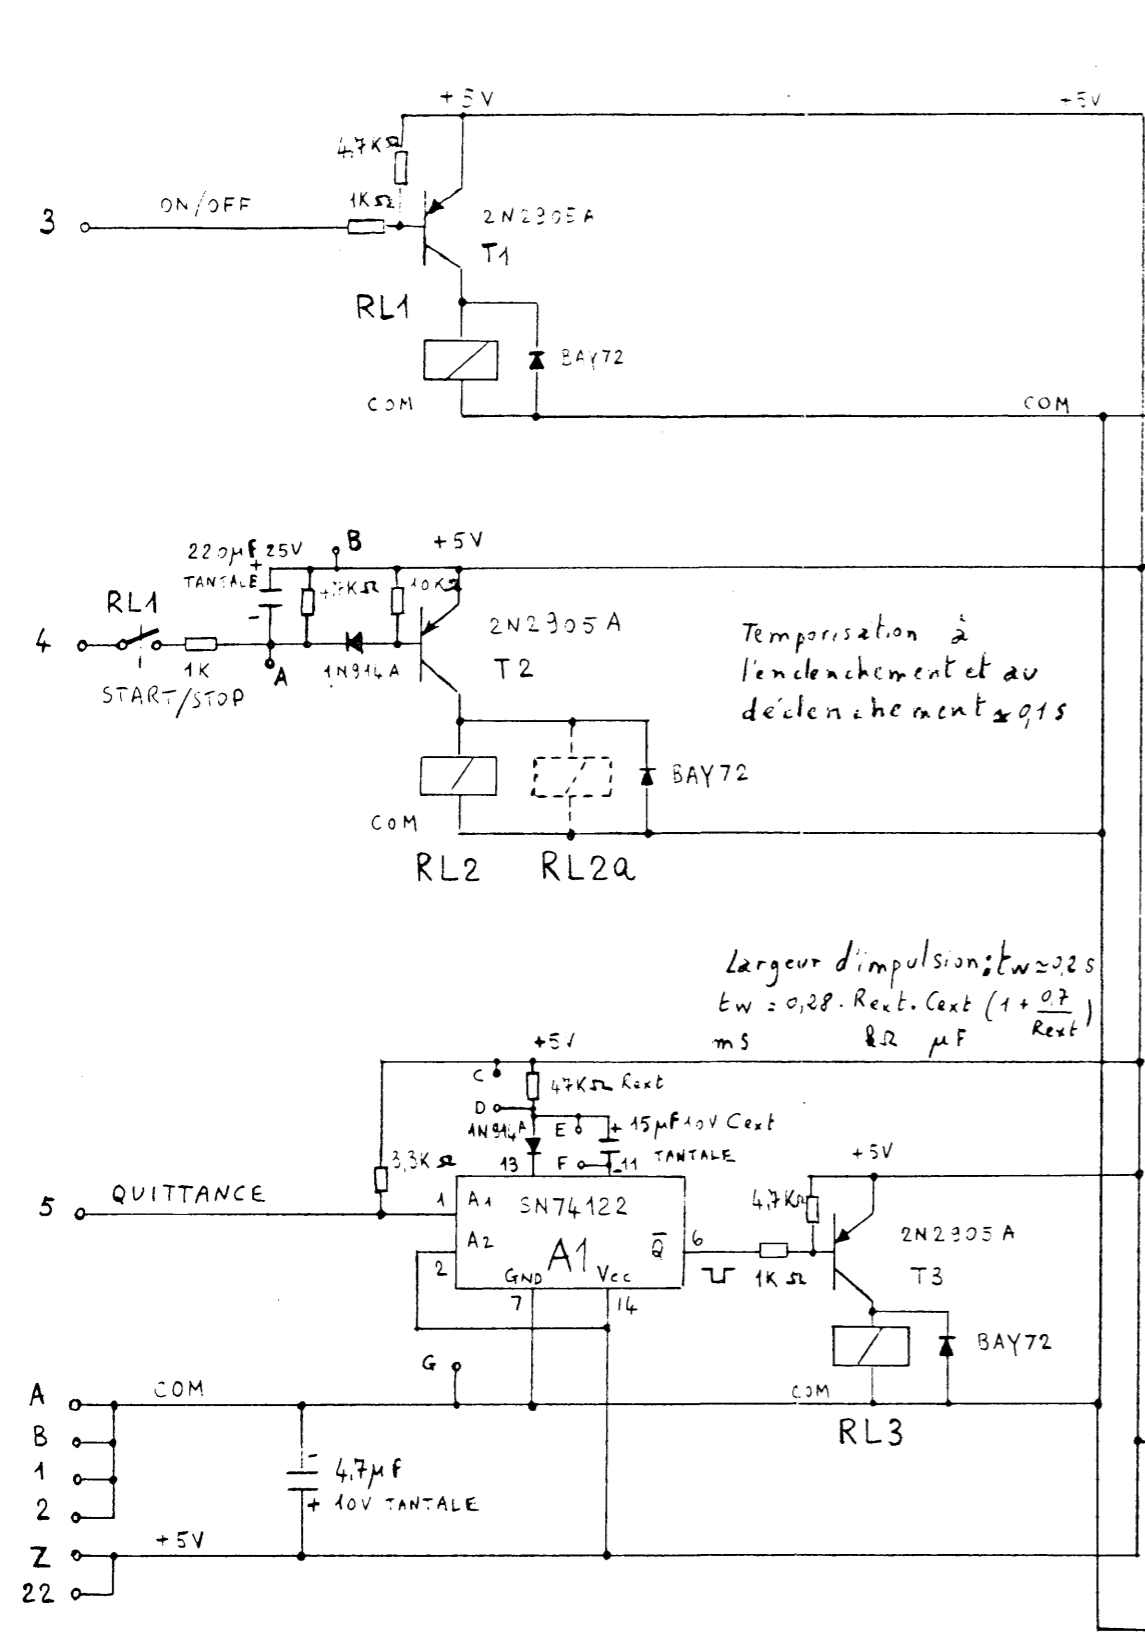 +5V
+5V
4,7KΩ
1KΩ
3
ON/OFF
2N2905A
T1
RL1
BAY72
COM
COM
220µF 25V
+
TANTALE
-
B
+5V
10KΩ
RL1
4
1K
A
1N914A
START/STOP
2N2905A
T2
Temporisation à
l'enclenchement et au
déclenchement ≈ 0,1s
BAY72
COM
RL2
RL2a
Largeur d'impulsion: tw≃0,2s
tw = 0,28. Rext. Cext (1 + 0,7/Rext)
ms kΩ µF
+5V
C
47KΩ Rext
D
1N914A
E
+ 15µF 10V Cext
TANTALE
F
-
13
11
3,3KΩ
5
QUITTANCE
1
A1
SN74122
A2
2
A1
Q̅
6
GND
Vcc
7
14
1KΩ
4,7KΩ
+5V
2N2905A
T3
BAY72
COM
RL3
G
A
COM
B
1
2
-
4,7µF
+ 10V TANTALE
Z
+5V
22